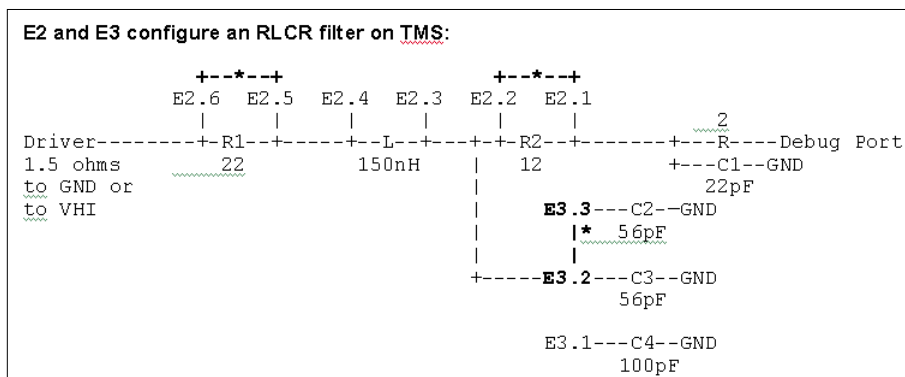 E2 and E3 configure an RLCR filter on TMS:
+--*--+ +--*--+
E2.6 E2.5 E2.4 E2.3 E2.2 E2.1
| | | | | | 2
Driver--------+-R1--+-----+--L--+---+-+-R2--+-------+---R----Debug Port
1.5 ohms 22 150nH | 12 +---C1--GND
to GND or | 22pF
to VHI | E3.3---C2--GND
| |* 56pF
| |
+-----E3.2---C3--GND
56pF
E3.1---C4--GND
100pF